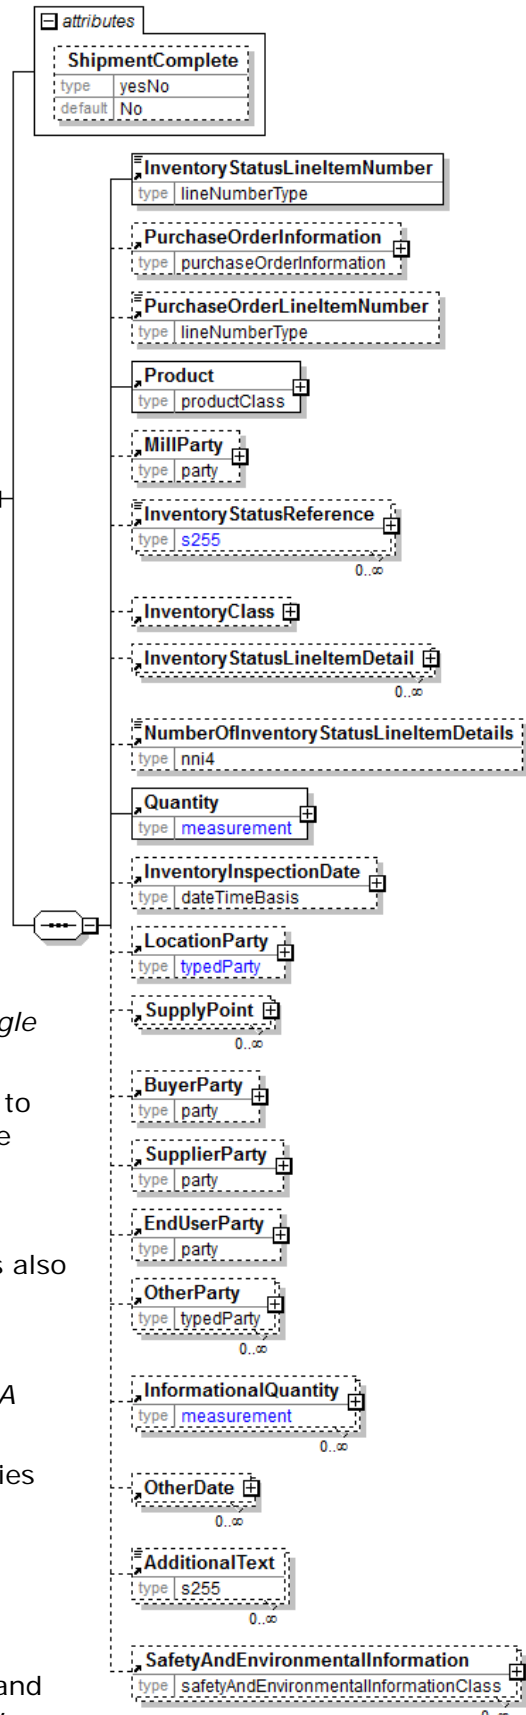 attributes
ShipmentComplete
type yesNo
default No
InventoryStatusLineItemNumber
type lineNumberType
PurchaseOrderInformation
type purchaseOrderInformation
PurchaseOrderLineItemNumber
type lineNumberType
Product
type productClass
MillParty
type party
InventoryStatusReference
type s255
0..∞
InventoryClass
InventoryStatusLineItemDetail
0..∞
NumberOfInventoryStatusLineItemDetails
type nni4
Quantity
type measurement
InventoryInspectionDate
type dateTimeBasis
LocationParty
type typedParty
gle
SupplyPoint
0..∞
to
e
BuyerParty
type party
SupplierParty
type party
EndUserParty
type party
s also
OtherParty
type typedParty
0..∞
A
InformationalQuantity
type measurement
0..∞
ies
OtherDate
0..∞
AdditionalText
type s255
0..∞
SafetyAndEnvironmentalInformation
type safetyAndEnvironmentalInformationClass
and
0..∞